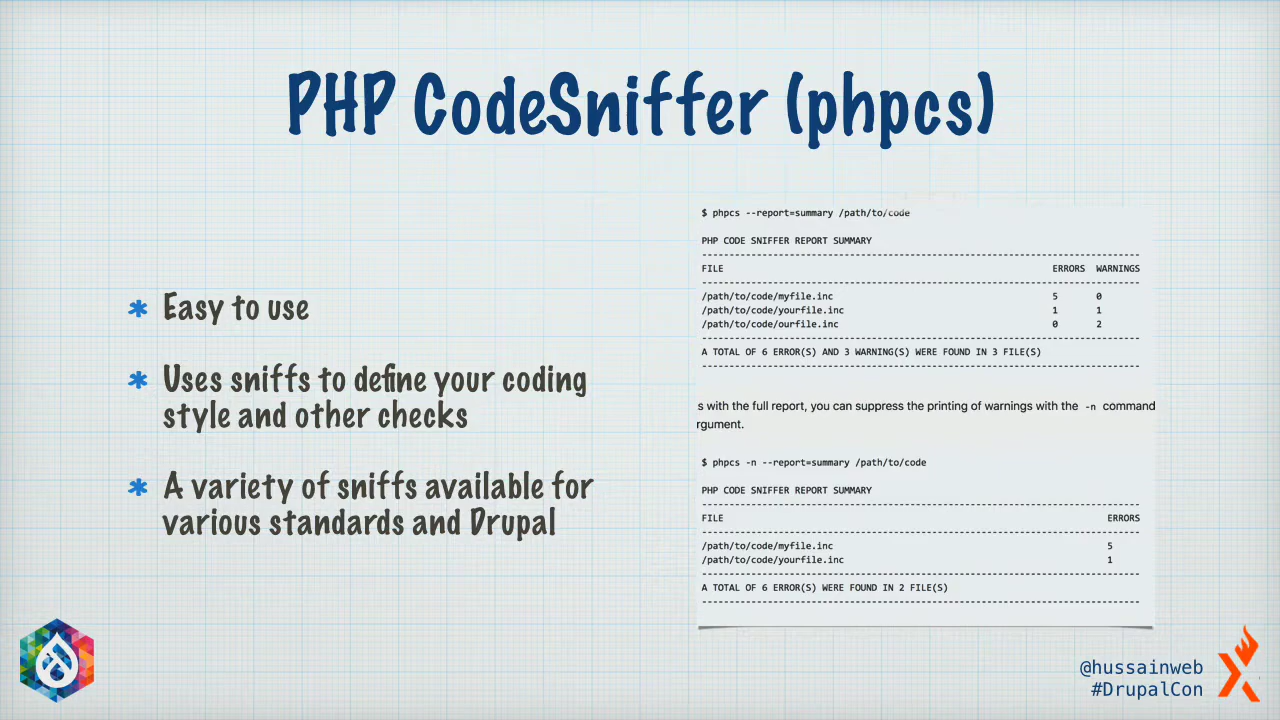 PHP CodeSniffer (phpcs)
* Easy to use
* Uses sniffs to define your coding
style and other checks
* A variety of sniffs available for
various standards and Drupal
$ phpcs --report=summary /path/to/code
PHP CODE SNIFFER REPORT SUMMARY
--------------------------------------------------------------------------------
FILE ERRORS WARNINGS
--------------------------------------------------------------------------------
/path/to/code/myfile.inc 5 0
/path/to/code/yourfile.inc 1 1
/path/to/code/ourfile.inc 0 2
--------------------------------------------------------------------------------
A TOTAL OF 6 ERROR(S) AND 3 WARNING(S) WERE FOUND IN 3 FILE(S)
--------------------------------------------------------------------------------
s with the full report, you can suppress the printing of warnings with the -n command
rgument.
$ phpcs -n --report=summary /path/to/code
PHP CODE SNIFFER REPORT SUMMARY
--------------------------------------------------------------------------------
FILE ERRORS
--------------------------------------------------------------------------------
/path/to/code/myfile.inc 5
/path/to/code/yourfile.inc 1
--------------------------------------------------------------------------------
A TOTAL OF 6 ERROR(S) WERE FOUND IN 2 FILE(S)
--------------------------------------------------------------------------------
@hussainweb
#DrupalCon